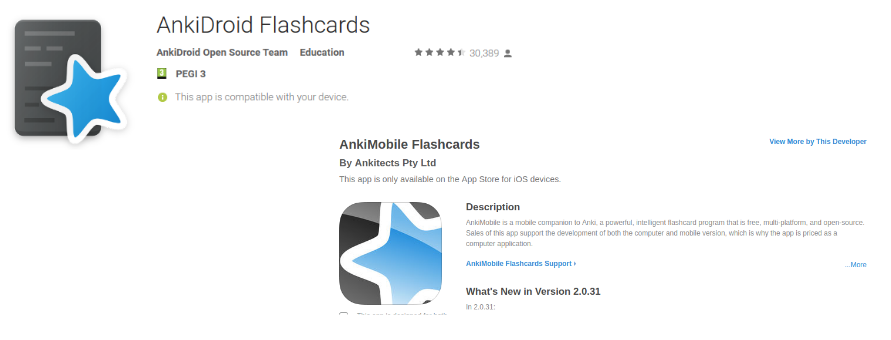 AnkiDroid Flashcards
AnkiDroid Open Source Team Education 30,389
3 PEGI 3
This app is compatible with your device.
AnkiMobile Flashcards View More by This Developer
By Ankitects Pty Ltd
This app is only available on the App Store for iOS devices.
Description
AnkiMobile is a mobile companion to Anki, a powerful, intelligent flashcard program that is free, multi-platform, and open-source.
Sales of this app support the development of both the computer and mobile version, which is why the app is priced as a
computer application.
AnkiMobile Flashcards Support › ...More
What's New in Version 2.0.31
In 2.0.31: